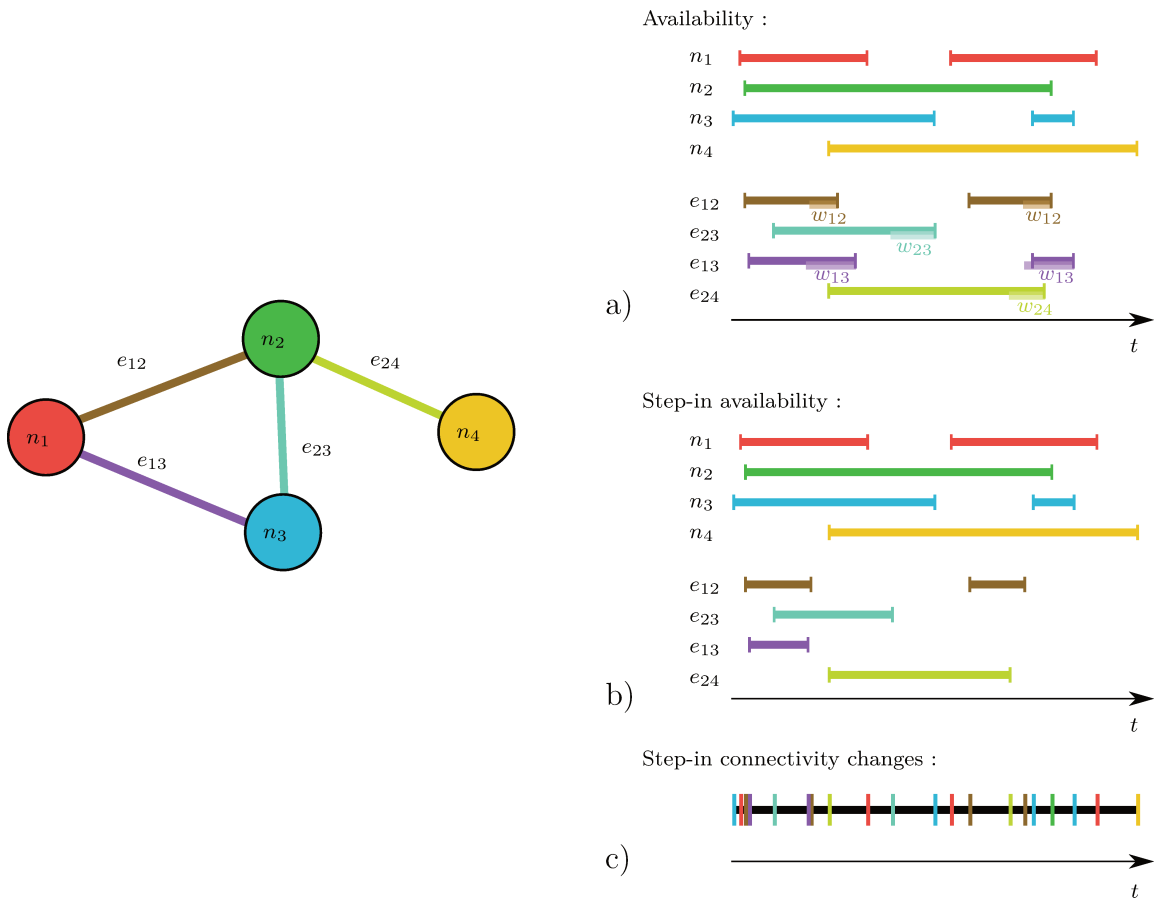 n₂
e₁₂
e₂₄
n₁
n₄
e₁₃
e₂₃
n₃
Availability :
n₁
n₂
n₃
n₄
e₁₂
w₁₂ w₁₂
e₂₃
w₂₃
e₁₃
w₁₃ w₁₃
e₂₄
w₂₄
a)
t
Step-in availability :
n₁
n₂
n₃
n₄
e₁₂
e₂₃
e₁₃
e₂₄
b)
t
Step-in connectivity changes :
c)
t